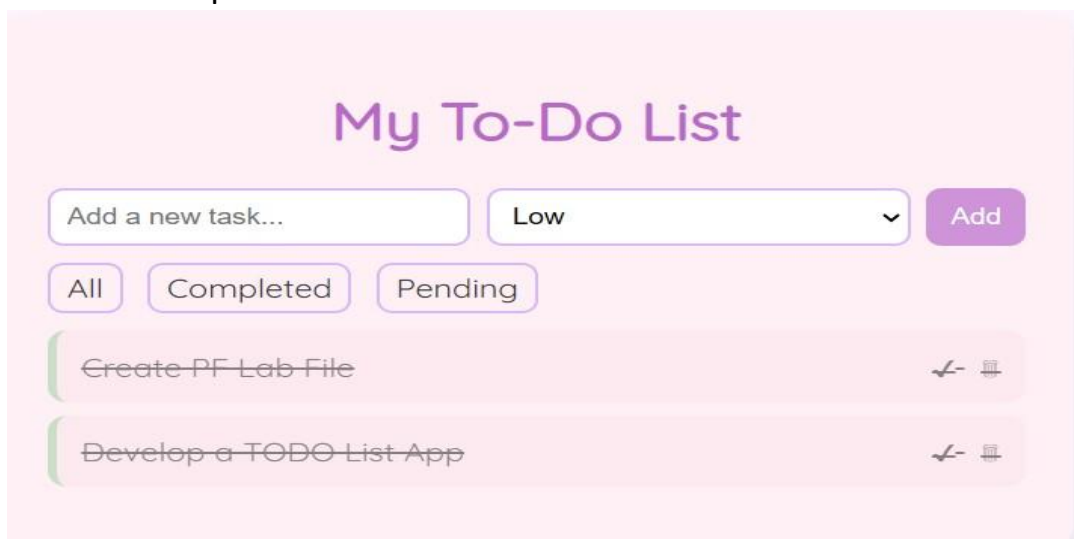 My To-Do List
Add a new task... Low Add
All Completed Pending
Create PF Lab File
Develop a TODO List App